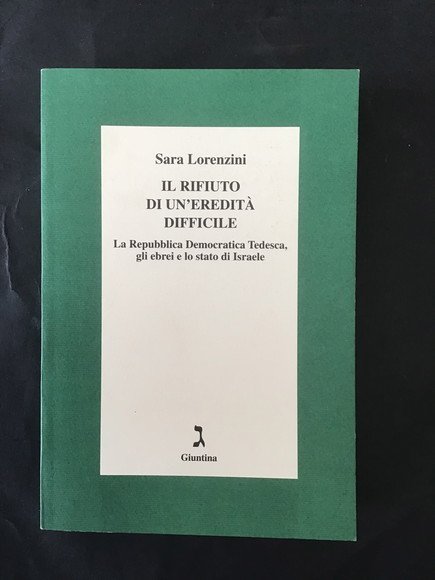 Sara Lorenzini
IL RIFIUTO
DI UN'EREDITÀ
DIFFICILE
La Repubblica Democratica Tedesca,
gli ebrei e lo stato di Israele
ג
Giuntina